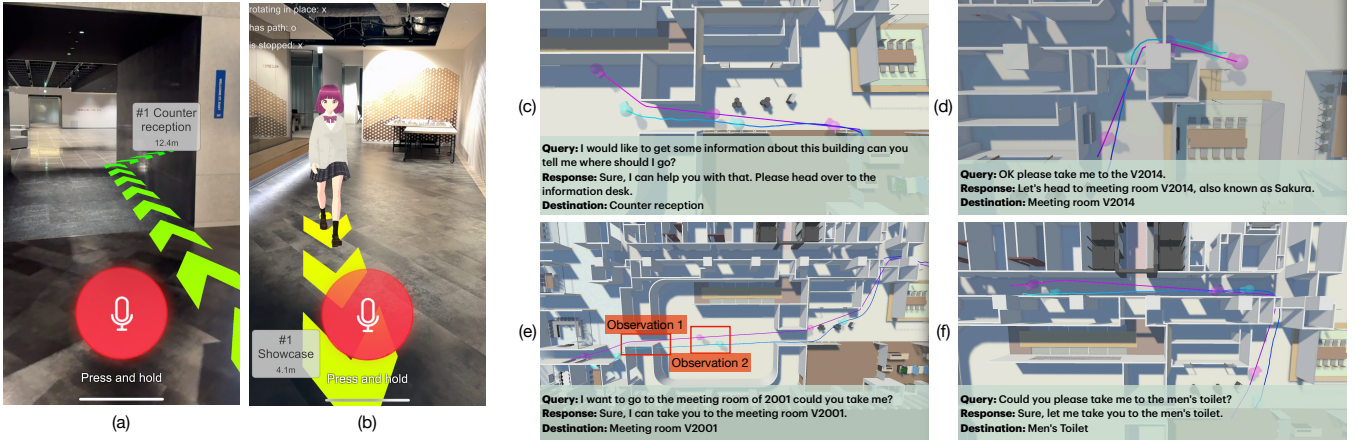 #1 Counter
reception
12.4m
Press and hold
(a)
rotating in place: x
has path: o
is stopped: x
#1
Showcase
4.1m
Press and hold
(b)
(c)
Query: I would like to get some information about this building can you
tell me where should I go?
Response: Sure, I can help you with that. Please head over to the
information desk.
Destination: Counter reception
(d)
Query: OK please take me to the V2014.
Response: Let's head to meeting room V2014, also known as Sakura.
Destination: Meeting room V2014
(e)
Observation 1
Observation 2
Query: I want to go to the meeting room of 2001 could you take me?
Response: Sure, I can take you to the meeting room V2001.
Destination: Meeting room V2001
(f)
Query: Could you please take me to the men's toilet?
Response: Sure, let me take you to the men's toilet.
Destination: Men's Toilet